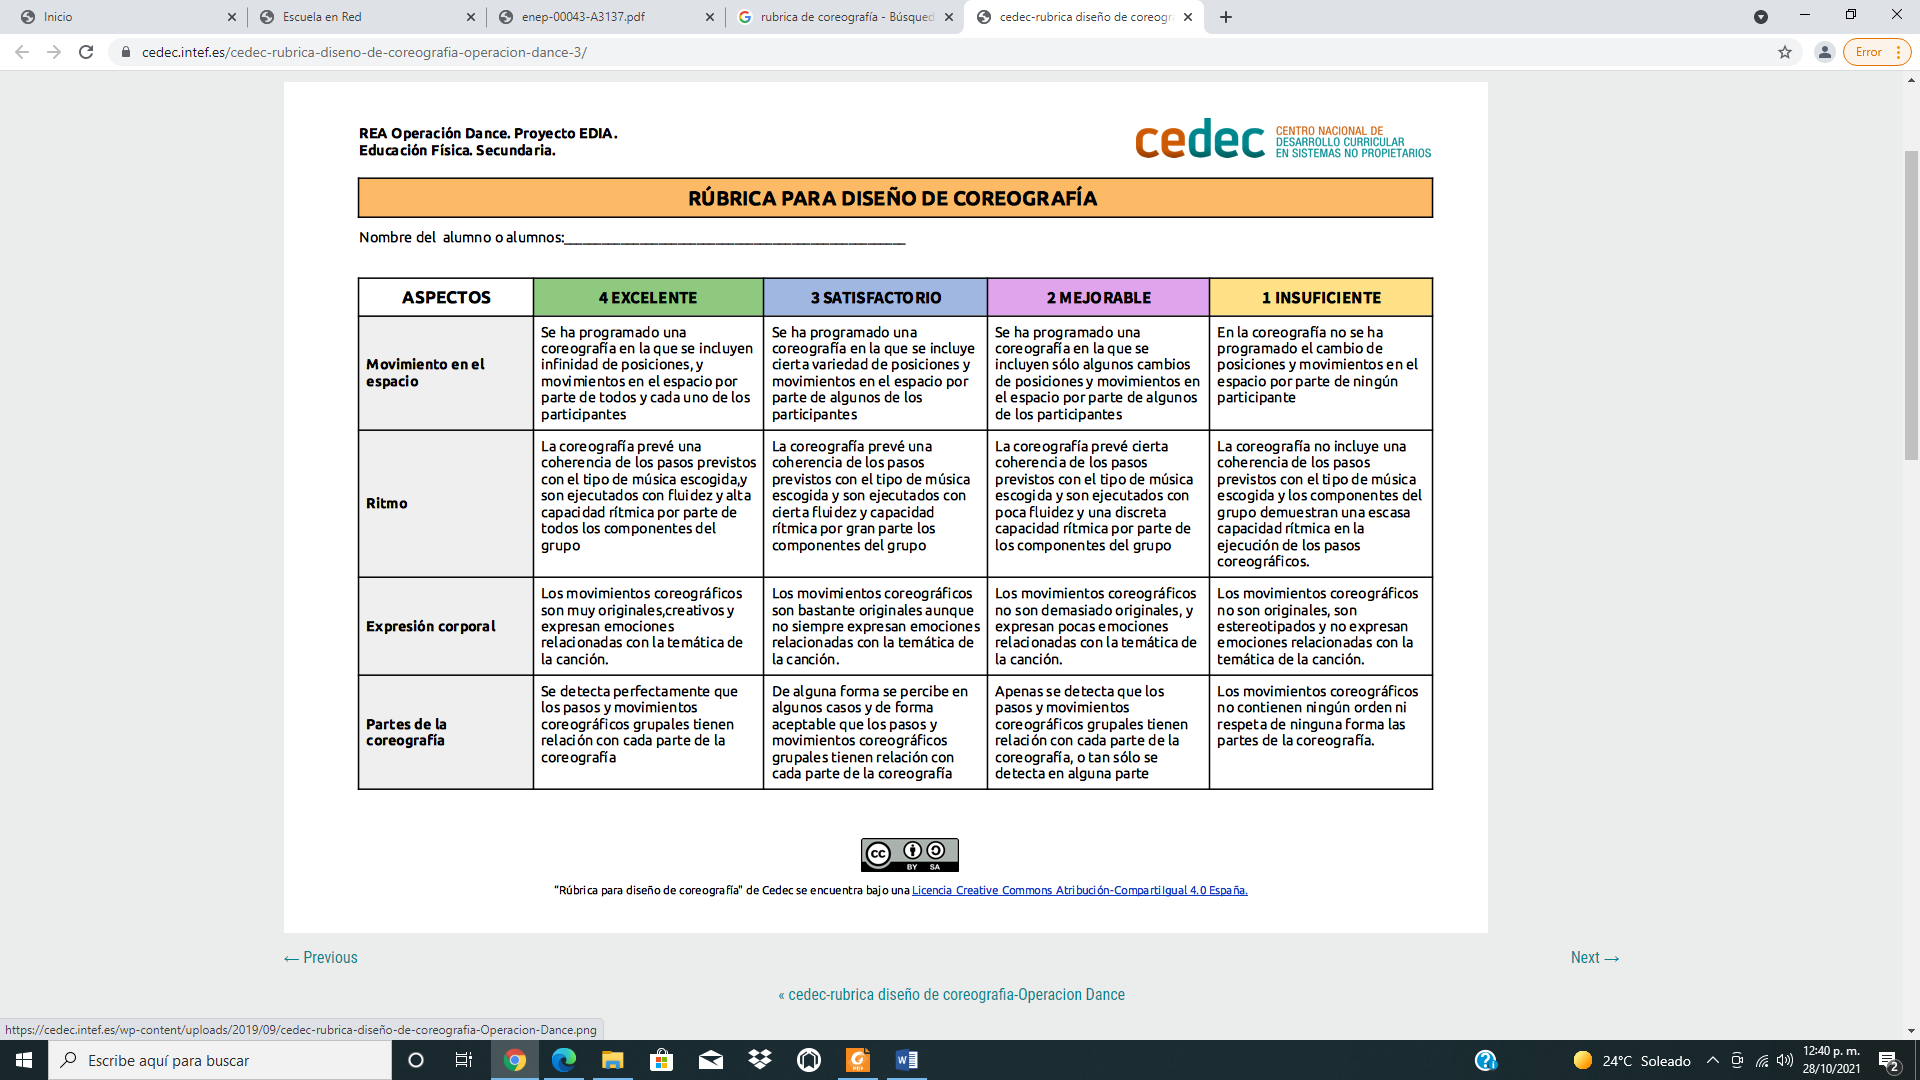 Inicio
Escuela en Red
enep-00043-A3137.pdf
rubrica de coreografía - Búsqued
cedec-rubrica diseño de coreogra
cedec.intef.es/cedec-rubrica-diseno-de-coreografia-operacion-dance-3/
Error
REA Operación Dance. Proyecto EDIA.
Educación Física. Secundaria.
cedec
CENTRO NACIONAL DE
DESARROLLO CURRICULAR
EN SISTEMAS NO PROPIETARIOS
RÚBRICA PARA DISEÑO DE COREOGRAFÍA
Nombre del alumno o alumnos:____________________________________________
ASPECTOS
4 EXCELENTE
3 SATISFACTORIO
2 MEJORABLE
1 INSUFICIENTE
Movimiento en el
espacio
Se ha programado una
coreografía en la que se incluyen
infinidad de posiciones, y
movimientos en el espacio por
parte de todos y cada uno de los
participantes
Se ha programado una
coreografía en la que se incluye
cierta variedad de posiciones y
movimientos en el espacio por
parte de algunos de los
participantes
Se ha programado una
coreografía en la que se
incluyen sólo algunos cambios
de posiciones y movimientos en
el espacio por parte de algunos
de los participantes
En la coreografía no se ha
programado el cambio de
posiciones y movimientos en el
espacio por parte de ningún
participante
Ritmo
La coreografía prevé una
coherencia de los pasos previstos
con el tipo de música escogida,y
son ejecutados con fluidez y alta
capacidad rítmica por parte de
todos los componentes del
grupo
La coreografía prevé una
coherencia de los pasos
previstos con el tipo de música
escogida y son ejecutados con
cierta fluidez y capacidad
rítmica por gran parte los
componentes del grupo
La coreografía prevé cierta
coherencia de los pasos
previstos con el tipo de música
escogida y son ejecutados con
poca fluidez y una discreta
capacidad rítmica por parte de
los componentes del grupo
La coreografía no incluye una
coherencia de los pasos
previstos con el tipo de música
escogida y los componentes del
grupo demuestran una escasa
capacidad rítmica en la
ejecución de los pasos
coreográficos.
Expresión corporal
Los movimientos coreográficos
son muy originales,creativos y
expresan emociones
relacionadas con la temática de
la canción.
Los movimientos coreográficos
son bastante originales aunque
no siempre expresan emociones
relacionadas con la temática de
la canción.
Los movimientos coreográficos
no son demasiado originales, y
expresan pocas emociones
relacionadas con la temática de
la canción.
Los movimientos coreográficos
no son originales, son
estereotipados y no expresan
emociones relacionadas con la
temática de la canción.
Partes de la
coreografía
Se detecta perfectamente que
los pasos y movimientos
coreográficos grupales tienen
relación con cada parte de la
coreografía
De alguna forma se percibe en
algunos casos y de forma
aceptable que los pasos y
movimientos coreográficos
grupales tienen relación con
cada parte de la coreografía
Apenas se detecta que los
pasos y movimientos
coreográficos grupales tienen
relación con cada parte de la
coreografía, o tan sólo se
detecta en alguna parte
Los movimientos coreográficos
no contienen ningún orden ni
respeta de ninguna forma las
partes de la coreografía.
cc
BY SA
"Rúbrica para diseño de coreografía" de Cedec se encuentra bajo una Licencia Creative Commons Atribución-CompartiIgual 4.0 España.
← Previous
Next →
« cedec-rubrica diseño de coreografia-Operacion Dance
https://cedec.intef.es/wp-content/uploads/2019/09/cedec-rubrica-diseño-de-coreografia-Operacion-Dance.png
Escribe aquí para buscar
PDF
24°C Soleado
12:40 p. m.
28/10/2021
2